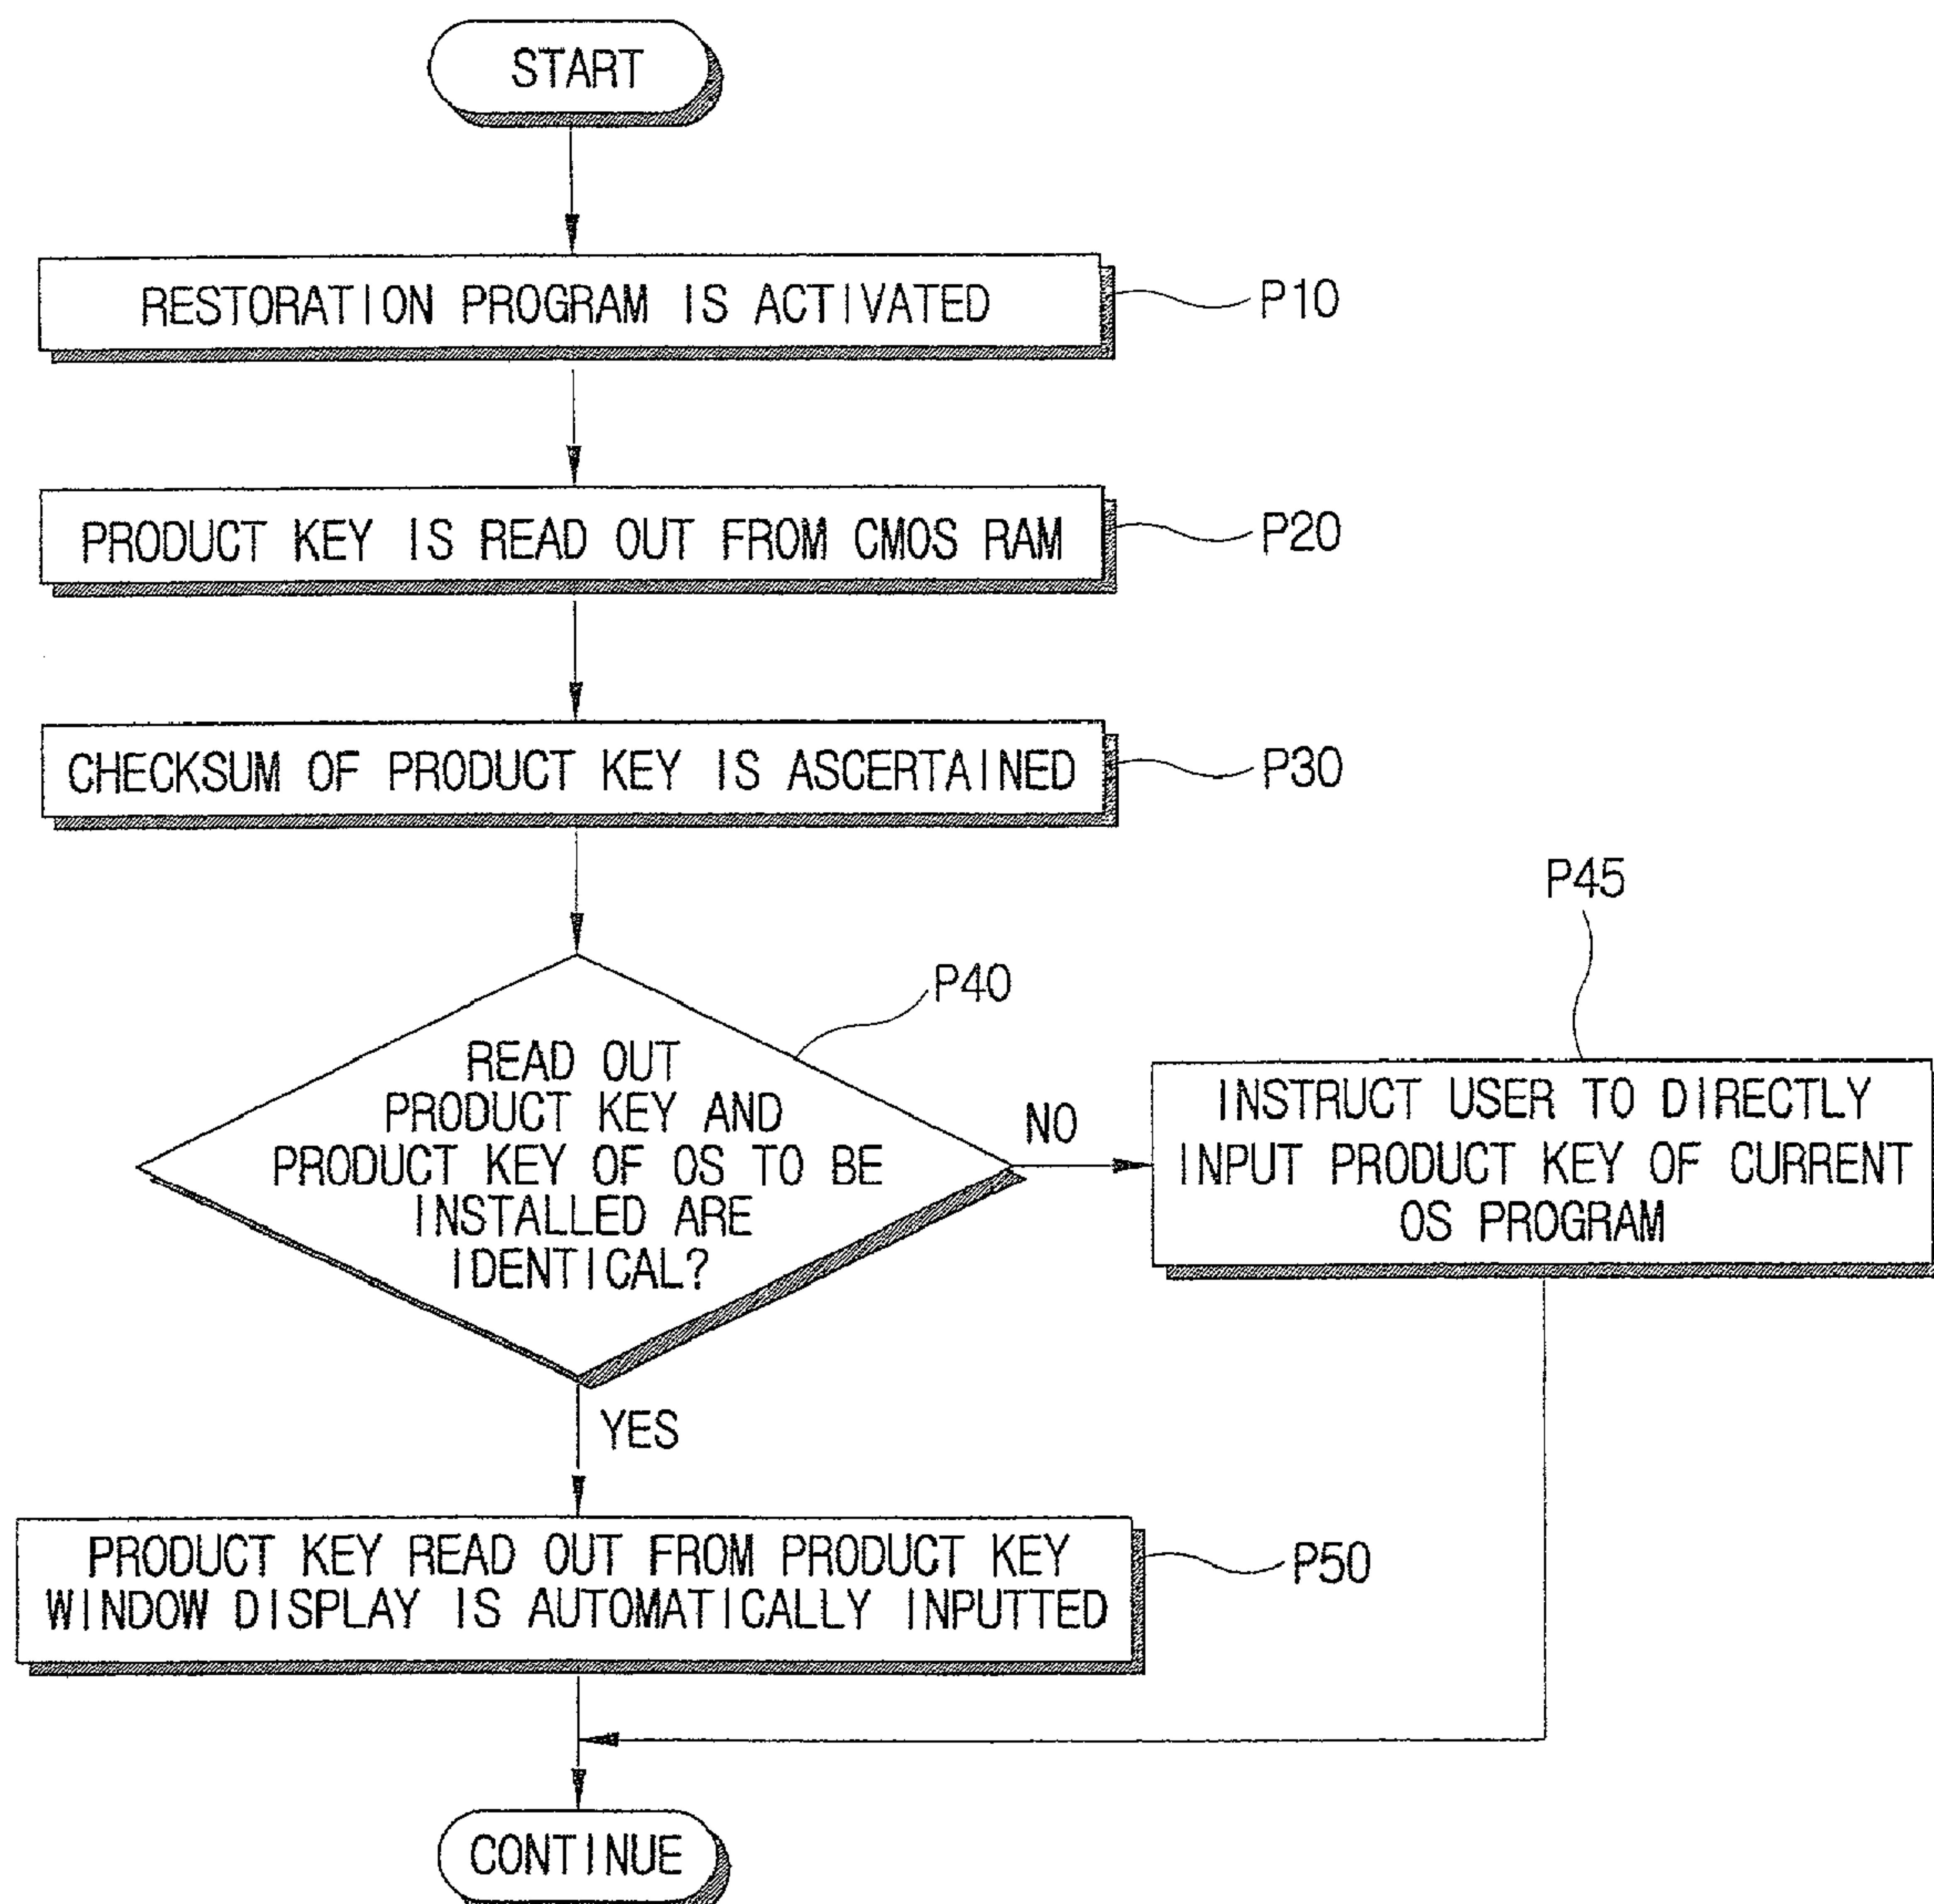 START
RESTORATION PROGRAM IS ACTIVATED
P10
PRODUCT KEY IS READ OUT FROM CMOS RAM
P20
CHECKSUM OF PRODUCT KEY IS ASCERTAINED
P30
P40
READ OUT
PRODUCT KEY AND
PRODUCT KEY OF OS TO BE
INSTALLED ARE
IDENTICAL?
NO
P45
INSTRUCT USER TO DIRECTLY
INPUT PRODUCT KEY OF CURRENT
OS PROGRAM
YES
PRODUCT KEY READ OUT FROM PRODUCT KEY
WINDOW DISPLAY IS AUTOMATICALLY INPUTTED
P50
CONTINUE